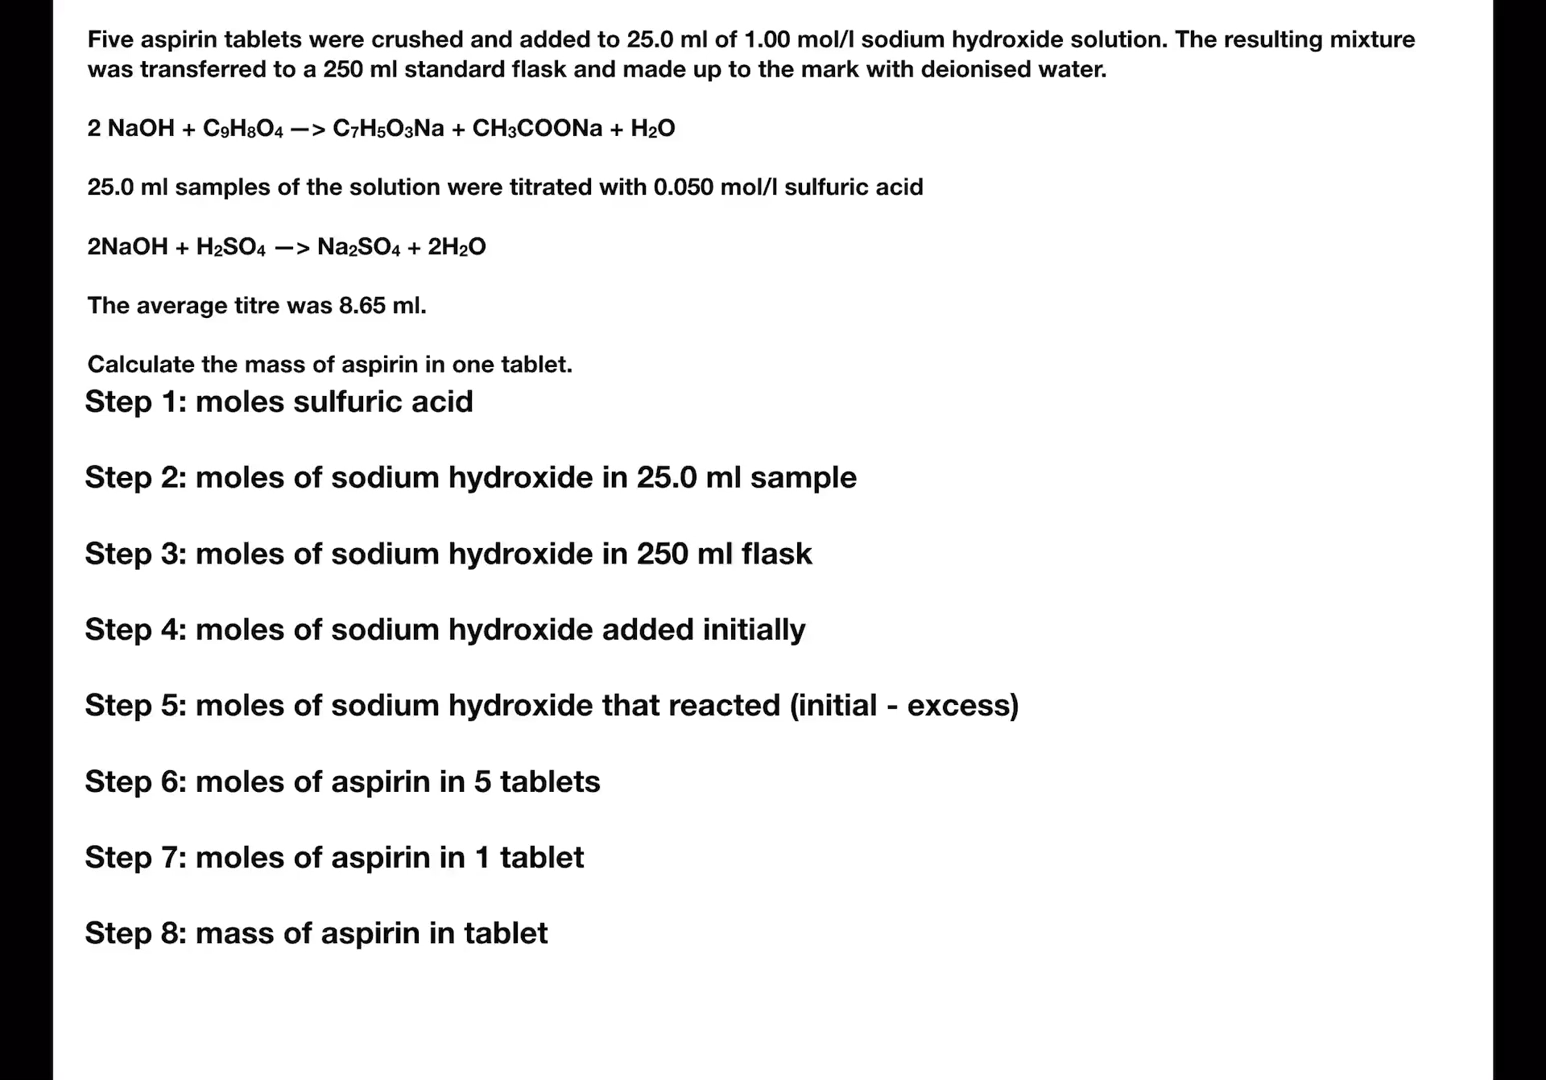 Five aspirin tablets were crushed and added to 25.0 ml of 1.00 mol/l sodium hydroxide solution. The resulting mixture
was transferred to a 250 ml standard flask and made up to the mark with deionised water.
2 NaOH + C₉H₈O₄ —> C₇H₅O₃Na + CH₃COONa + H₂O
25.0 ml samples of the solution were titrated with 0.050 mol/l sulfuric acid
2NaOH + H₂SO₄ —> Na₂SO₄ + 2H₂O
The average titre was 8.65 ml.
Calculate the mass of aspirin in one tablet.
Step 1: moles sulfuric acid
Step 2: moles of sodium hydroxide in 25.0 ml sample
Step 3: moles of sodium hydroxide in 250 ml flask
Step 4: moles of sodium hydroxide added initially
Step 5: moles of sodium hydroxide that reacted (initial - excess)
Step 6: moles of aspirin in 5 tablets
Step 7: moles of aspirin in 1 tablet
Step 8: mass of aspirin in tablet